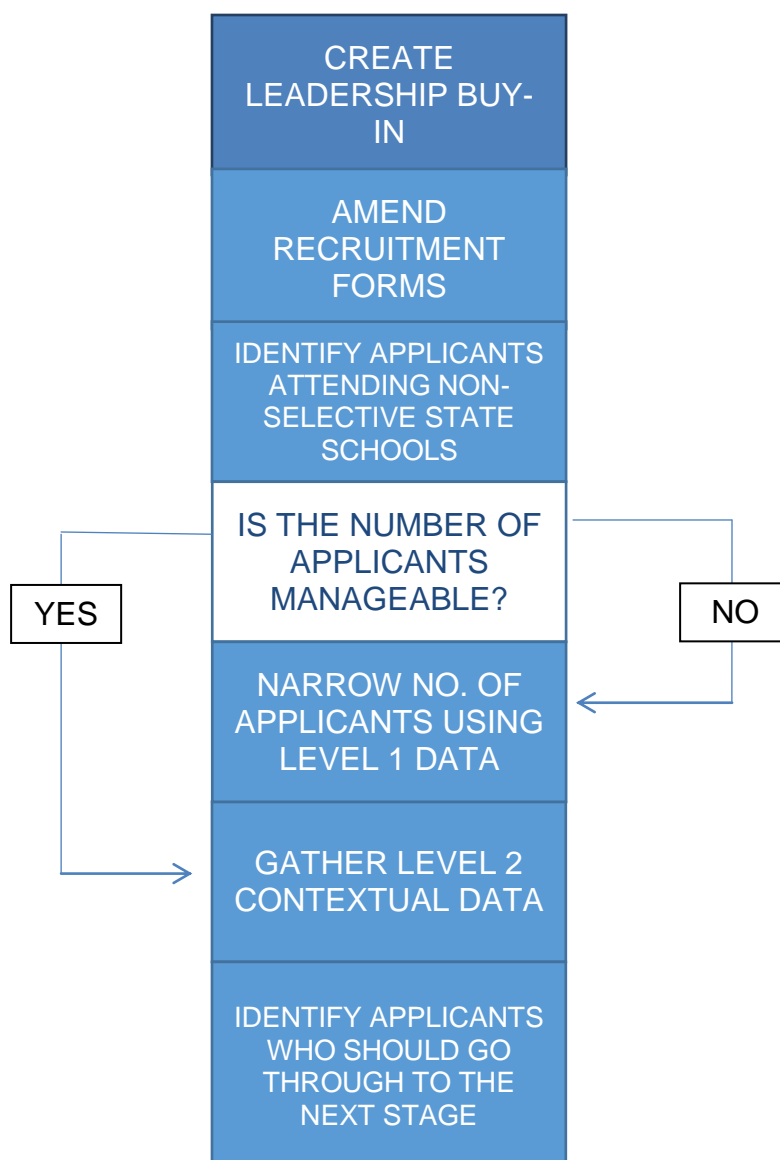 CREATE
LEADERSHIP BUY-
IN
AMEND
RECRUITMENT
FORMS
IDENTIFY APPLICANTS
ATTENDING NON-
SELECTIVE STATE
SCHOOLS
IS THE NUMBER OF
APPLICANTS
MANAGEABLE?
YES
NO
NARROW NO. OF
APPLICANTS USING
LEVEL 1 DATA
GATHER LEVEL 2
CONTEXTUAL DATA
IDENTIFY APPLICANTS
WHO SHOULD GO
THROUGH TO THE
NEXT STAGE